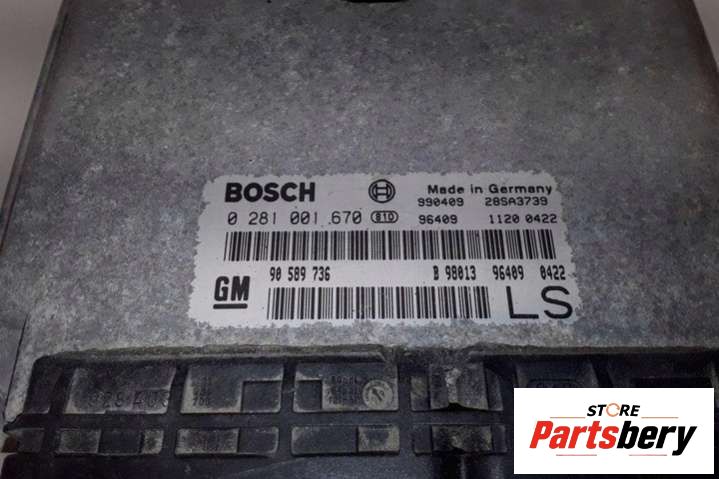 BOSCH Made in Germany
990409 28SA3739
0 281 001 670 810 96409 1120 0422
GM 90 589 736 B 98013 96409 0422
LS
STORE
Partsbery